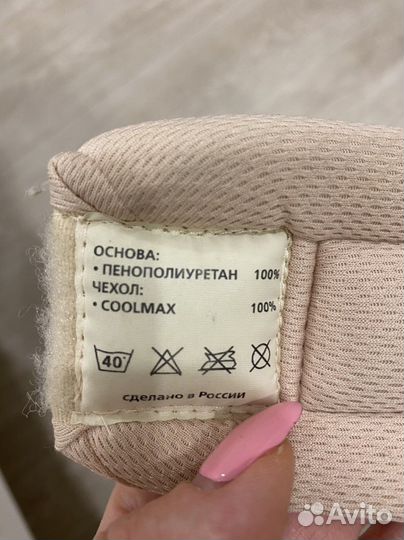 ОСНОВА:
• ПЕНОПОЛИУРЕТАН 100%
ЧЕХОЛ:
• COOLMAX 100%
40°
сделано в России
Avito